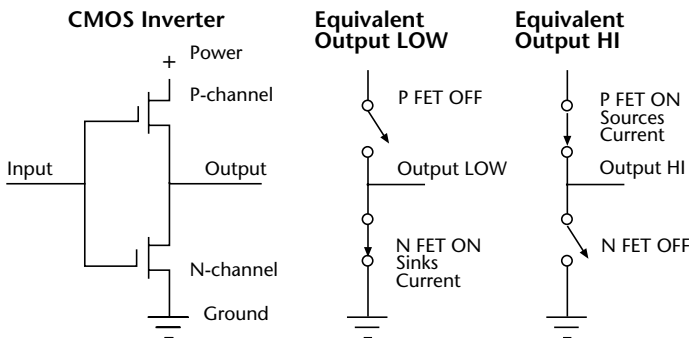 CMOS Inverter
+ Power
P-channel
Input
Output
N-channel
Ground
Equivalent
Output LOW
P FET OFF
Output LOW
N FET ON
Sinks
Current
Equivalent
Output HI
P FET ON
Sources
Current
Output HI
N FET OFF